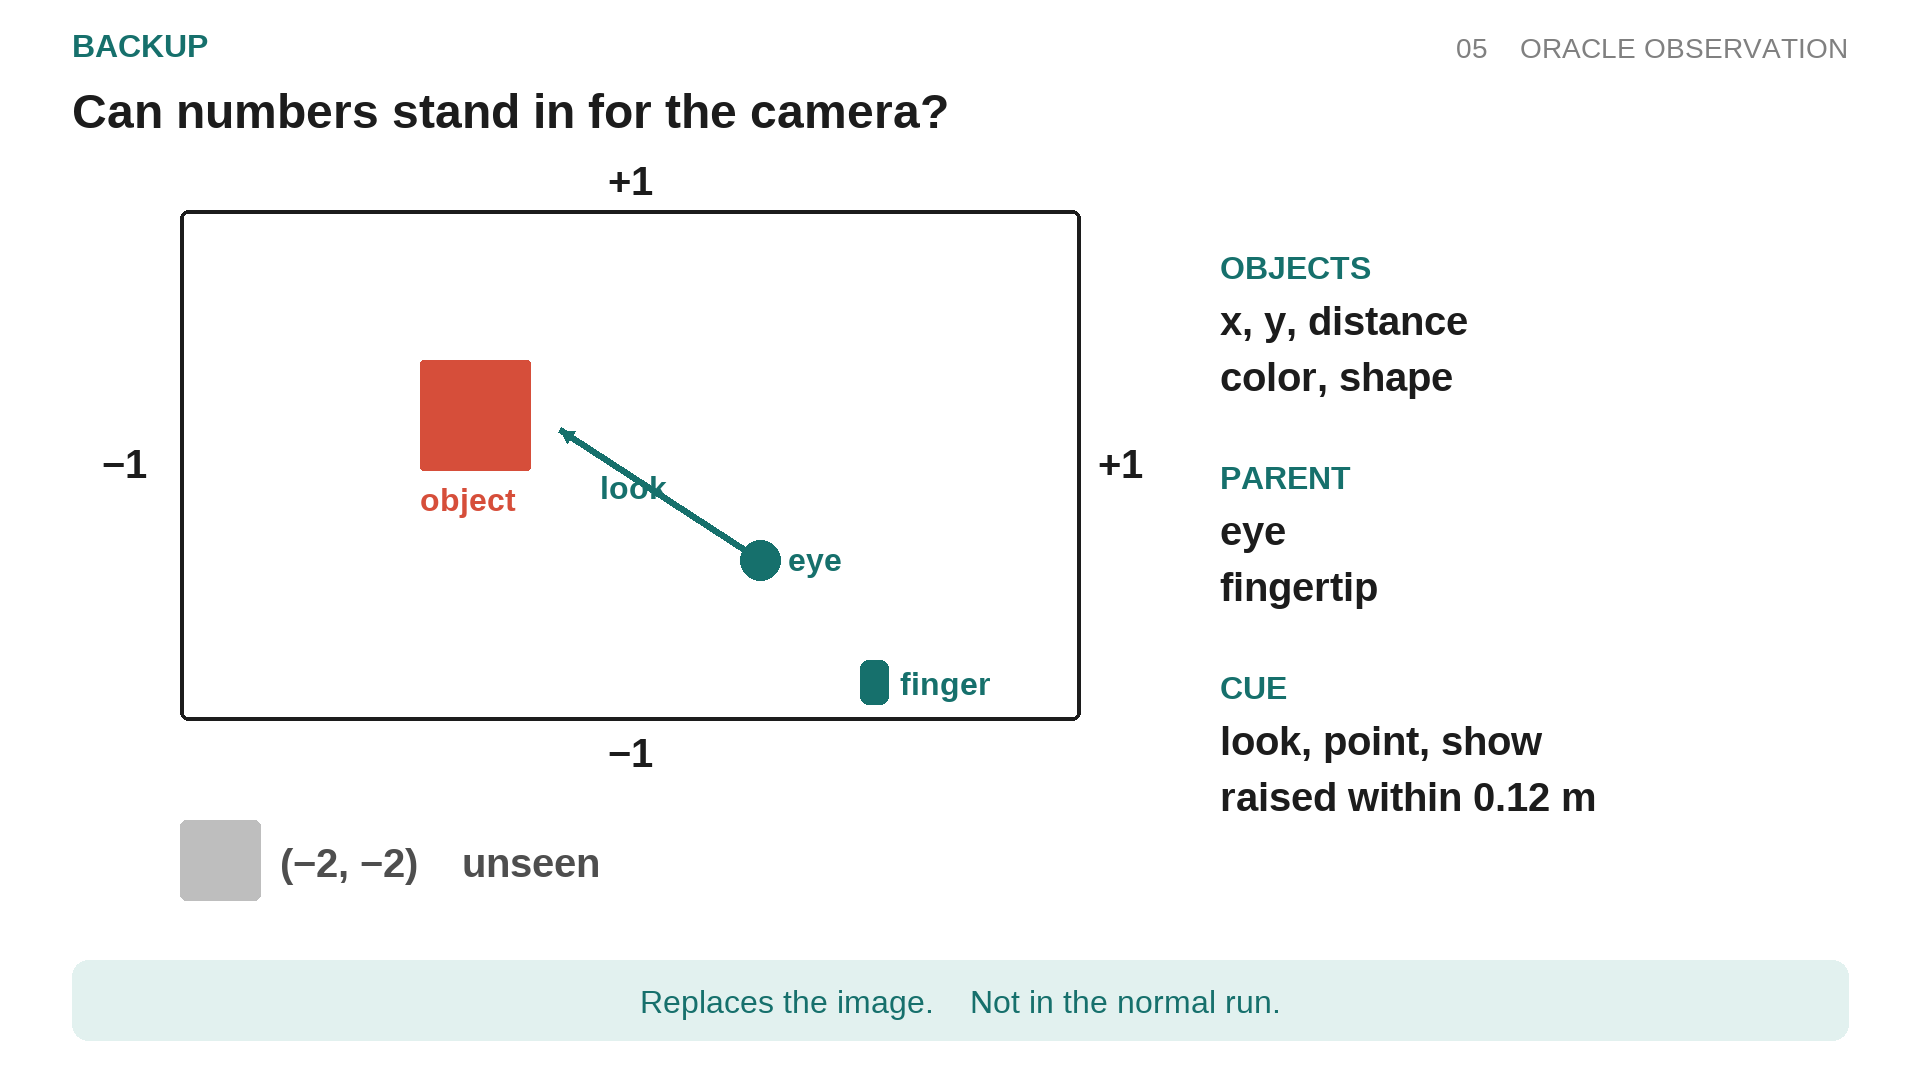 BACKUP
05 ORACLE OBSERVATION
Can numbers stand in for the camera?
+1
−1
+1
object
look
eye
finger
−1
(−2, −2) unseen
OBJECTS
x, y, distance
color, shape
PARENT
eye
fingertip
CUE
look, point, show
raised within 0.12 m
Replaces the image. Not in the normal run.